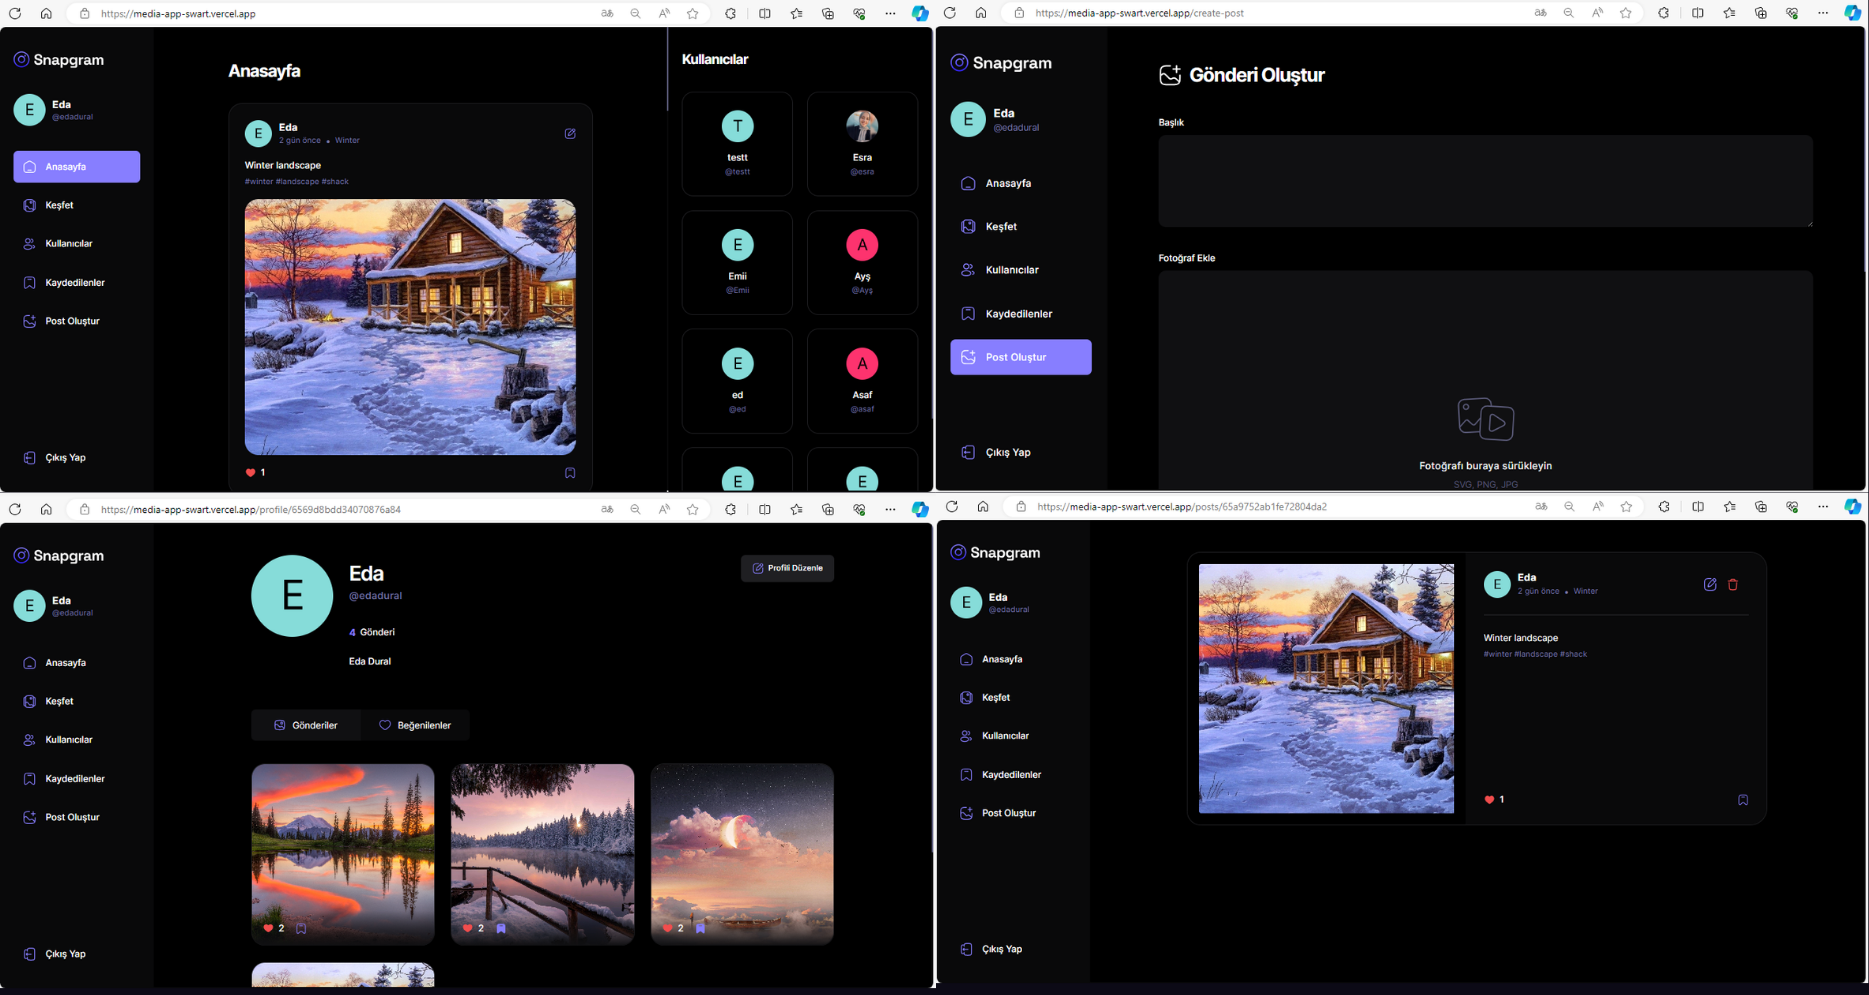 https://media-app-swart.vercel.app
Snapgram
E
Eda
@edadural
Anasayfa
Keşfet
Kullanıcılar
Kaydedilenler
Post Oluştur
Çıkış Yap
Anasayfa
E
Eda
2 gün önce • Winter
Winter landscape
#winter #landscape #shack
1
Kullanıcılar
T
testt
@testt
Esra
@esra
E
Emii
@Emii
A
Ayş
@Ayş
E
ed
@ed
A
Asaf
@asaf
E
E
https://media-app-swart.vercel.app/create-post
Snapgram
E
Eda
@edadural
Anasayfa
Keşfet
Kullanıcılar
Kaydedilenler
Post Oluştur
Çıkış Yap
Gönderi Oluştur
Başlık
Fotoğraf Ekle
Fotoğrafı buraya sürükleyin
SVG, PNG, JPG
https://media-app-swart.vercel.app/profile/6569d8bdd34070876a84
Snapgram
E
Eda
@edadural
Anasayfa
Keşfet
Kullanıcılar
Kaydedilenler
Post Oluştur
Çıkış Yap
E
Eda
@edadural
4 Gönderi
Eda Dural
Profili Düzenle
Gönderiler
Beğenilenler
2
2
2
https://media-app-swart.vercel.app/posts/65a9752ab1fe72804da2
Snapgram
E
Eda
@edadural
Anasayfa
Keşfet
Kullanıcılar
Kaydedilenler
Post Oluştur
Çıkış Yap
E
Eda
2 gün önce • Winter
Winter landscape
#winter #landscape #shack
1